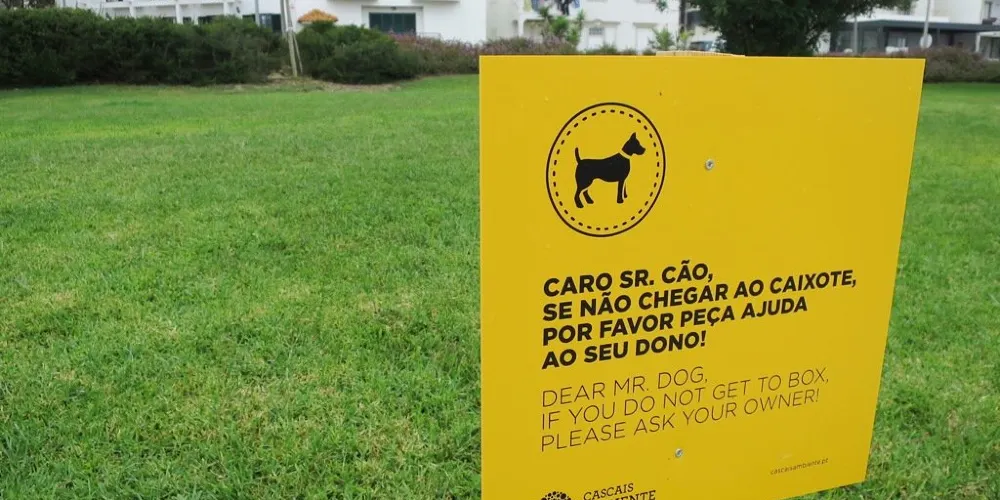 CARO SR. CÃO,
SE NÃO CHEGAR AO CAIXOTE,
POR FAVOR PEÇA AJUDA
AO SEU DONO!
DEAR MR. DOG,
IF YOU DO NOT GET TO BOX,
PLEASE ASK YOUR OWNER!
cascaisambiente.pt
CASCAIS
AMBIENTE